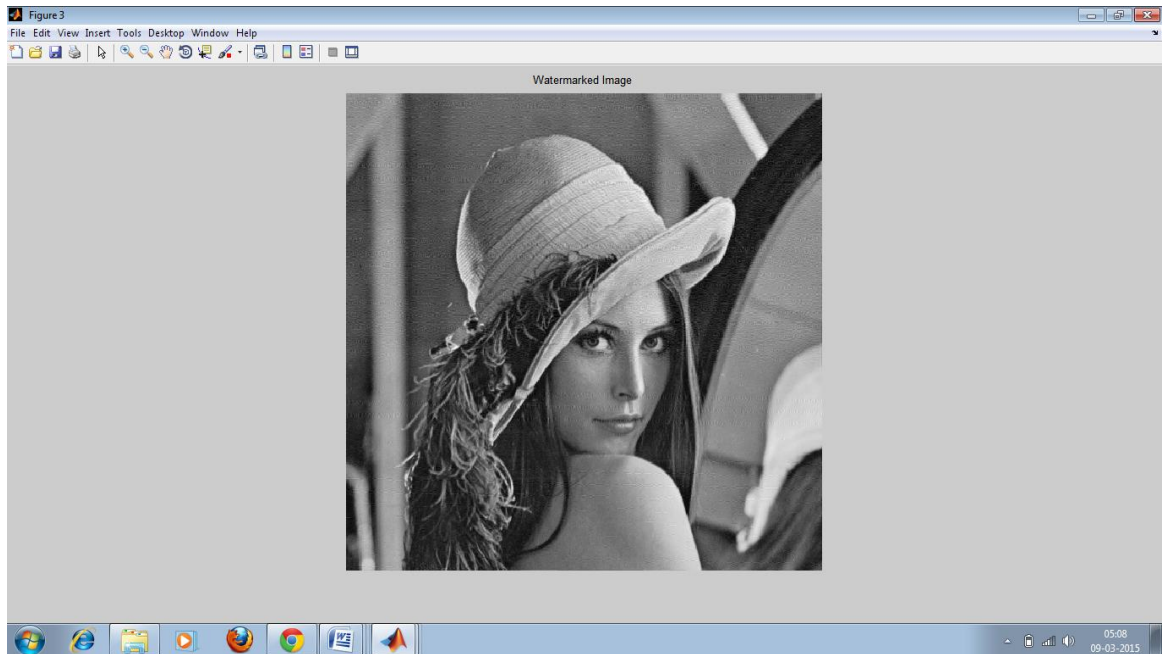 Figure 3
File Edit View Insert Tools Desktop Window Help
Watermarked Image
05:08
09-03-2015